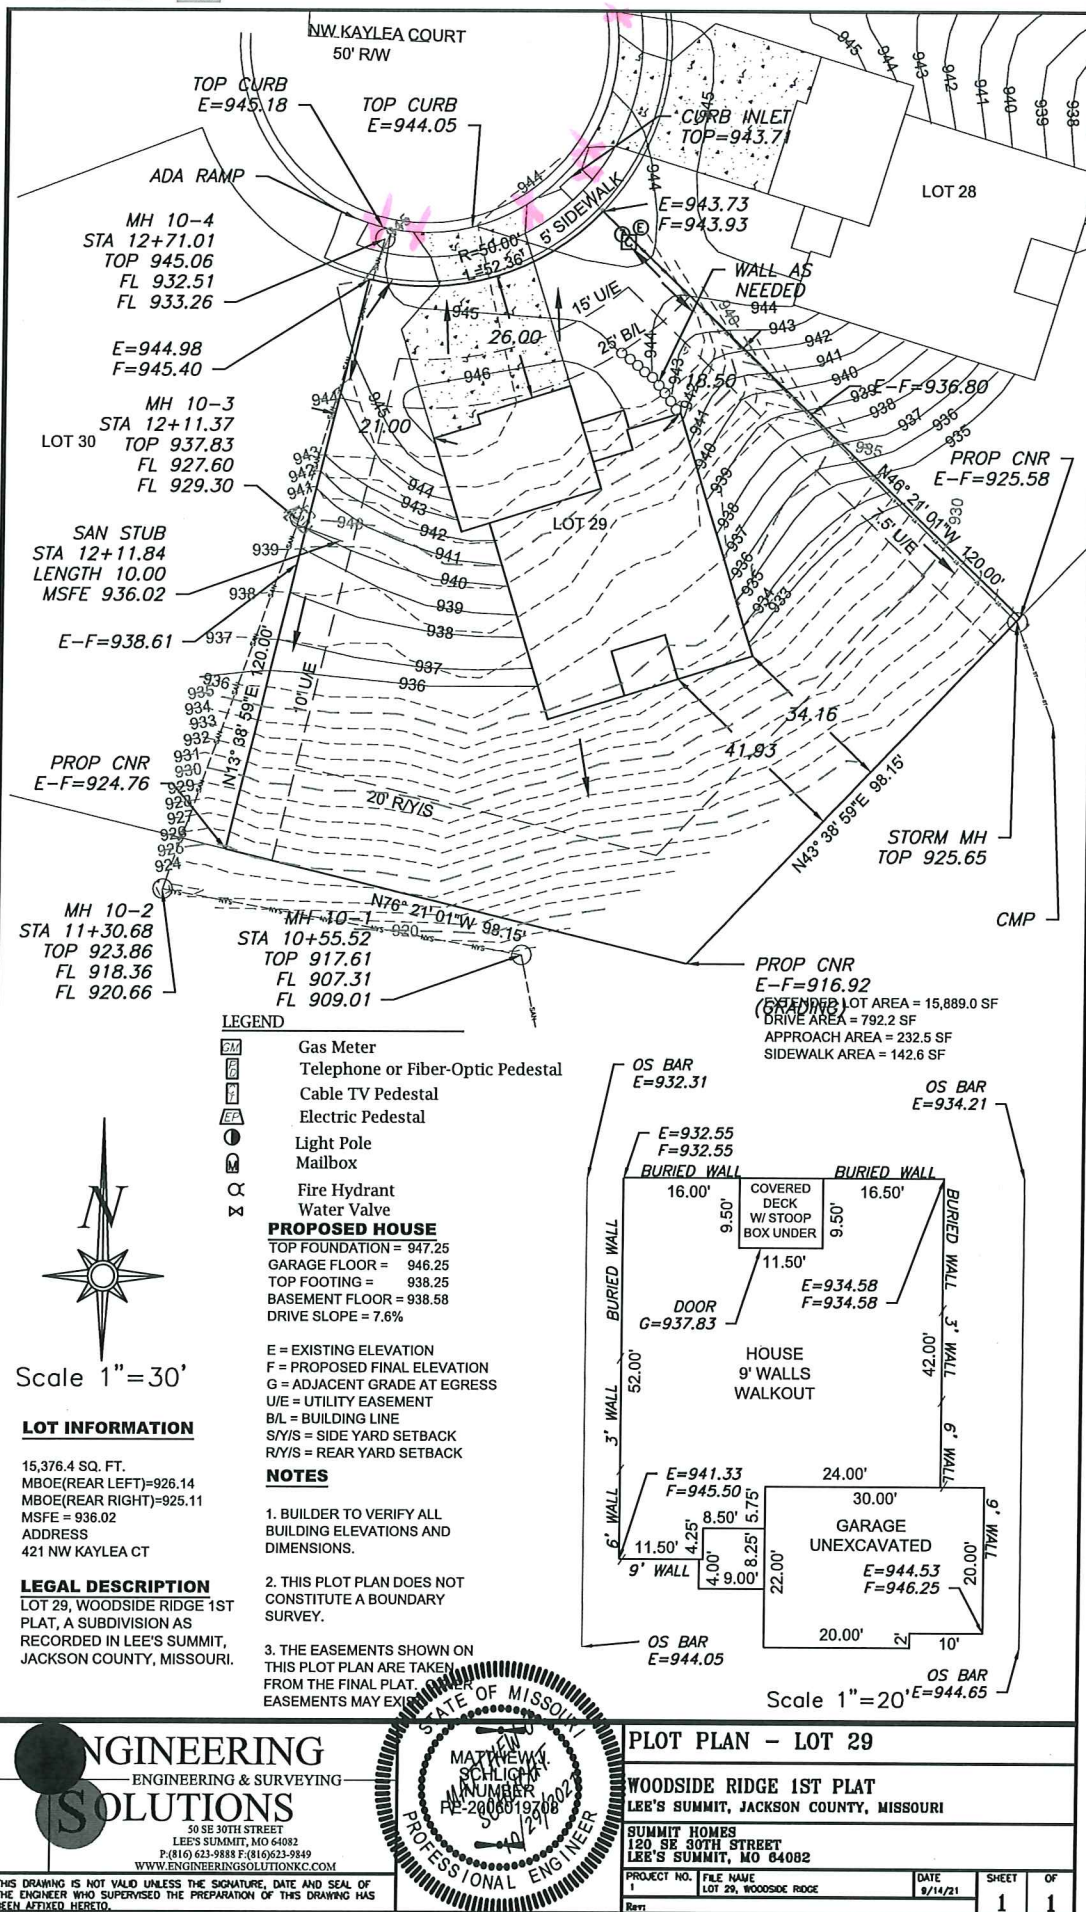 NW KAYLEA COURT
50' R/W
TOP CURB
E=945.18
TOP CURB
E=944.05
CURB INLET
TOP=943.71
ADA RAMP
LOT 28
MH 10-4
STA 12+71.01
TOP 945.06
FL 932.51
FL 933.26
E=943.73
F=943.93
5' SIDEWALK
R=50.00'
L=52.36'
WALL AS
NEEDED
15' U/E
25' B/L
26.00
18.50
21.00
E=944.98
F=945.40
E-F=936.80
MH 10-3
STA 12+11.37
TOP 937.83
FL 927.60
FL 929.30
LOT 30
PROP CNR
E-F=925.58
N46° 21' 01"W 120.00'
7.5' U/E
LOT 29
SAN STUB
STA 12+11.84
LENGTH 10.00
MSFE 936.02
E-F=938.61
N13° 38' 59"E 120.00'
10' U/E
34.16
41.93
PROP CNR
E-F=924.76
20' R/Y/S
N43° 38' 59"E 98.15'
STORM MH
TOP 925.65
CMP
N76° 21' 01"W 98.15'
MH 10-2
STA 11+30.68
TOP 923.86
FL 918.36
FL 920.66
MH 10-1
STA 10+55.52
TOP 917.61
FL 907.31
FL 909.01
PROP CNR
E-F=916.92
(GRADING)
EXTENDED LOT AREA = 15,889.0 SF
DRIVE AREA = 792.2 SF
APPROACH AREA = 232.5 SF
SIDEWALK AREA = 142.6 SF
LEGEND
GM Gas Meter
Telephone or Fiber-Optic Pedestal
Cable TV Pedestal
EP Electric Pedestal
Light Pole
M Mailbox
Fire Hydrant
Water Valve
N
Scale 1"=30'
PROPOSED HOUSE
TOP FOUNDATION = 947.25
GARAGE FLOOR = 946.25
TOP FOOTING = 938.25
BASEMENT FLOOR = 938.58
DRIVE SLOPE = 7.6%
E = EXISTING ELEVATION
F = PROPOSED FINAL ELEVATION
G = ADJACENT GRADE AT EGRESS
U/E = UTILITY EASEMENT
B/L = BUILDING LINE
S/Y/S = SIDE YARD SETBACK
R/Y/S = REAR YARD SETBACK
NOTES
1. BUILDER TO VERIFY ALL
BUILDING ELEVATIONS AND
DIMENSIONS.
2. THIS PLOT PLAN DOES NOT
CONSTITUTE A BOUNDARY
SURVEY.
3. THE EASEMENTS SHOWN ON
THIS PLOT PLAN ARE TAKEN
FROM THE FINAL PLAT.
EASEMENTS MAY
LOT INFORMATION
15,376.4 SQ. FT.
MBOE(REAR LEFT)=926.14
MBOE(REAR RIGHT)=925.11
MSFE = 936.02
ADDRESS
421 NW KAYLEA CT
LEGAL DESCRIPTION
LOT 29, WOODSIDE RIDGE 1ST
PLAT, A SUBDIVISION AS
RECORDED IN LEE'S SUMMIT,
JACKSON COUNTY, MISSOURI.
OS BAR
E=932.31
OS BAR
E=934.21
E=932.55
F=932.55
BURIED WALL
BURIED WALL
16.00'
COVERED
DECK
W/ STOOP
BOX UNDER
16.50'
9.50'
9.50'
11.50'
BURIED WALL
BURIED WALL
E=934.58
F=934.58
DOOR
G=937.83
3' WALL
HOUSE
9' WALLS
WALKOUT
52.00'
42.00'
3' WALL
6' WALL
24.00'
E=941.33
F=945.50
30.00'
8.50'
5.75'
GARAGE
UNEXCAVATED
9' WALL
6' WALL
11.50'
4.25'
9' WALL
4.00'
8.25'
9.00'
22.00'
E=944.53
F=946.25
20.00'
20.00'
2'
10'
OS BAR
E=944.05
OS BAR
E=944.65
Scale 1"=20'
STATE OF MISSOURI
MATTHEW J.
SCHLICHT
NUMBER
PE-2006019708
10/29/2021
PROFESSIONAL ENGINEER
ENGINEERING
ENGINEERING & SURVEYING
SOLUTIONS
50 SE 30TH STREET
LEE'S SUMMIT, MO 64082
P:(816) 623-9888 F:(816)623-9849
WWW.ENGINEERINGSOLUTIONKC.COM
THIS DRAWING IS NOT VALID UNLESS THE SIGNATURE, DATE AND SEAL OF
THE ENGINEER WHO SUPERVISED THE PREPARATION OF THIS DRAWING HAS
BEEN AFFIXED HERETO.
PLOT PLAN - LOT 29
WOODSIDE RIDGE 1ST PLAT
LEE'S SUMMIT, JACKSON COUNTY, MISSOURI
SUMMIT HOMES
120 SE 30TH STREET
LEE'S SUMMIT, MO 64082
PROJECT NO. FILE NAME DATE SHEET OF
1 LOT 29, WOODSIDE RIDGE 9/14/21 1 1
Rev: